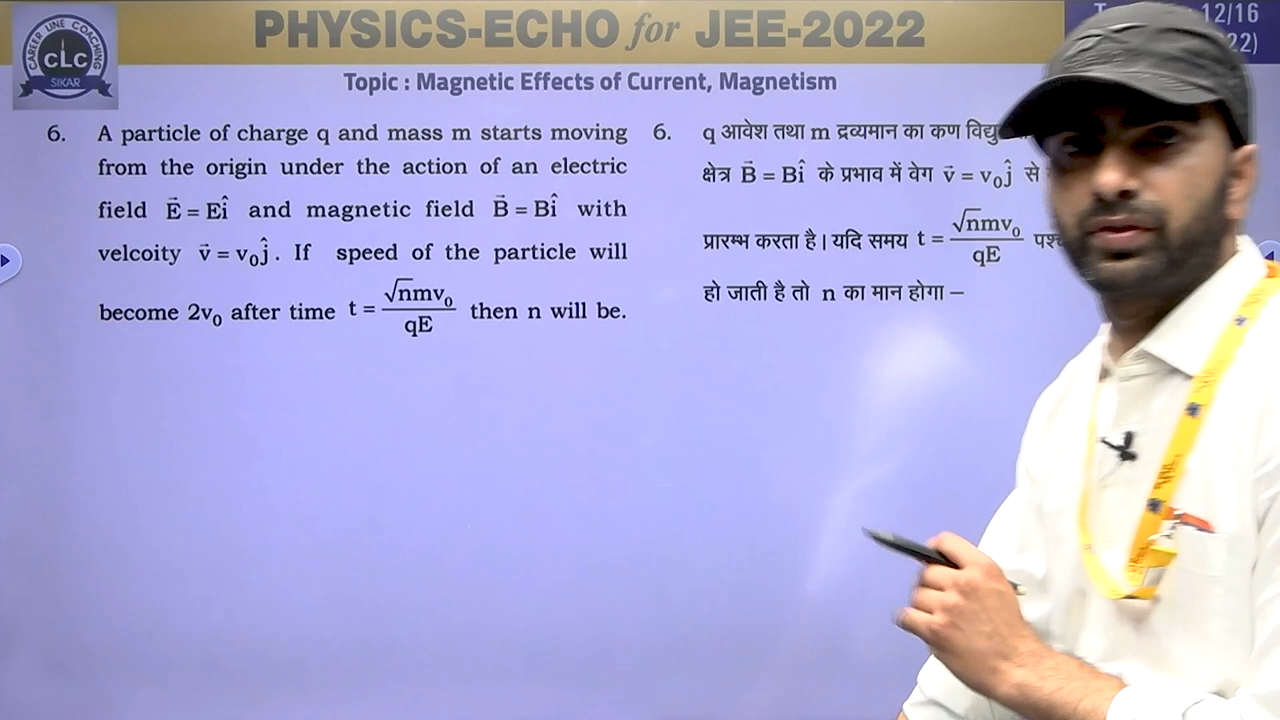 PHYSICS-ECHO for JEE-2022
12/16
22)
CAREER LINE COACHING
CLC
SIKAR
Topic : Magnetic Effects of Current, Magnetism
6. A particle of charge q and mass m starts moving
from the origin under the action of an electric
field E⃗ = Eî and magnetic field B⃗ = Bî with
velcoity v⃗ = v₀ĵ. If speed of the particle will
become 2v₀ after time t = √n mv₀ / qE then n will be.
6. q आवेश तथा m द्रव्यमान का कण
क्षेत्र B⃗ = Bî के प्रभाव में वेग v⃗ = v₀ĵ से
प्रारम्भ करता है। यदि समय t = √n mv₀ / qE
हो जाती है तो n का मान होगा –